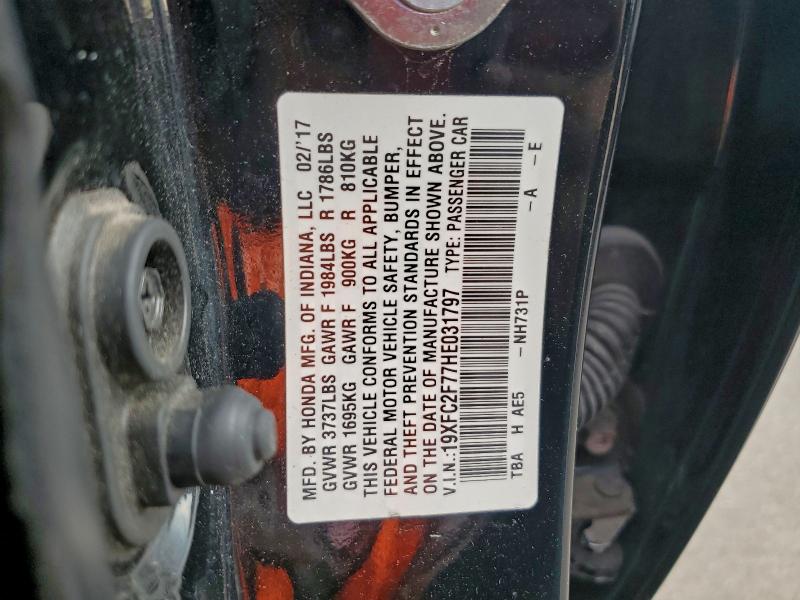 MFD. BY HONDA MFG. OF INDIANA, LLC 02/'17
GVWR 3737LBS GAWR F 1984LBS R 1786LBS
GVWR 1695KG GAWR F 900KG R 810KG
THIS VEHICLE CONFORMS TO ALL APPLICABLE
FEDERAL MOTOR VEHICLE SAFETY, BUMPER,
AND THEFT PREVENTION STANDARDS IN EFFECT
ON THE DATE OF MANUFACTURE SHOWN ABOVE.
V.I.N.:19XFC2F77HE031797 TYPE: PASSENGER CAR
TBA H AE5 -NH731P -A -E